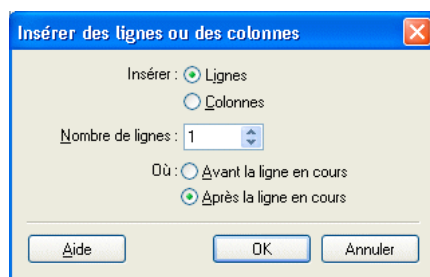 Insérer des lignes ou des colonnes
Insérer : Lignes
Colonnes
Nombre de lignes : 1
Où : Avant la ligne en cours
Après la ligne en cours
Aide OK Annuler